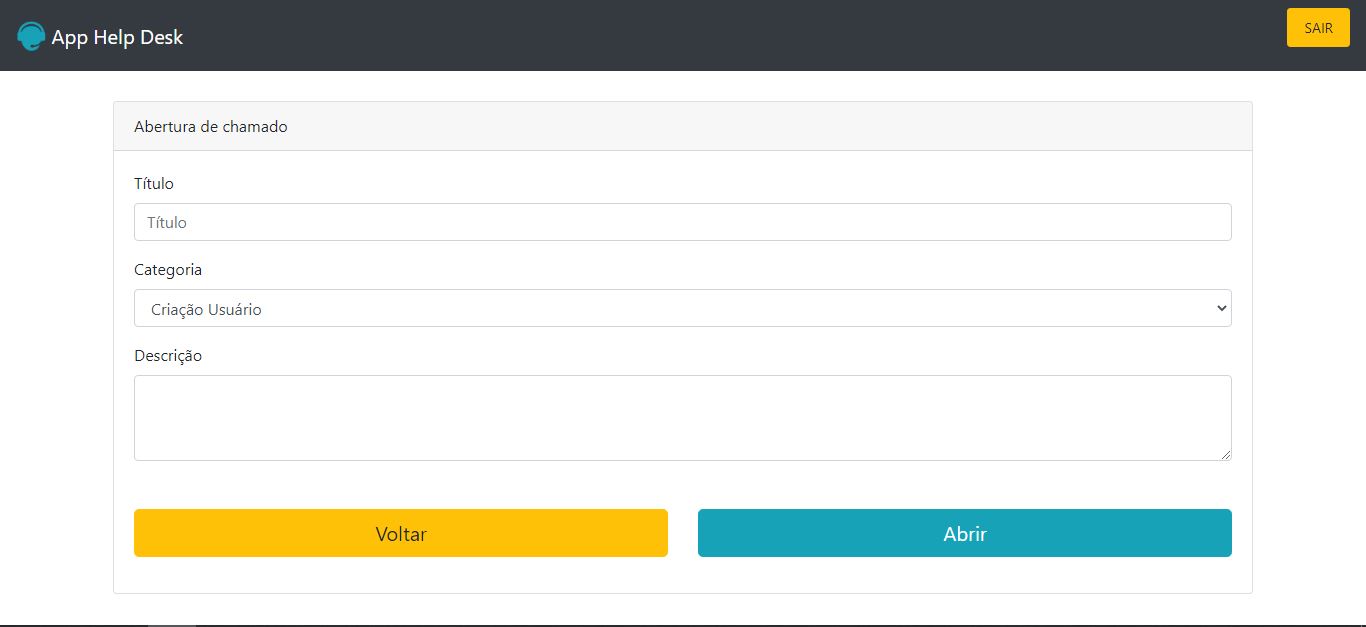 App Help Desk
SAIR
Abertura de chamado
Título
Título
Categoria
Criação Usuário
Descrição
Voltar
Abrir